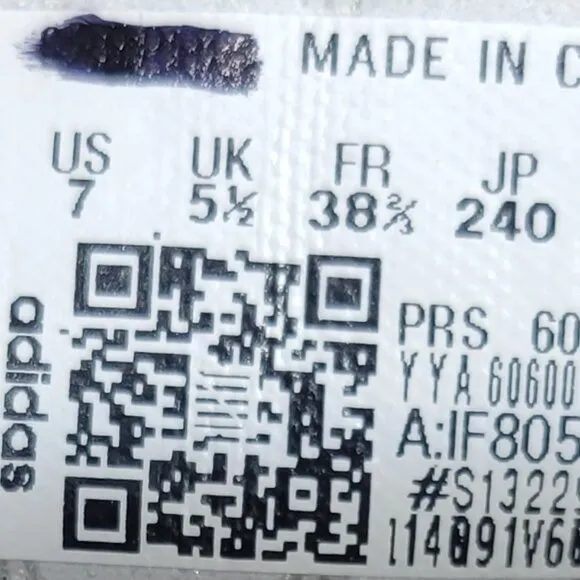 MADE IN C
US UK FR JP
7 5½ 38⅔ 240
adidas
PRS 60
YYA 60600
A:IF805
#S1322